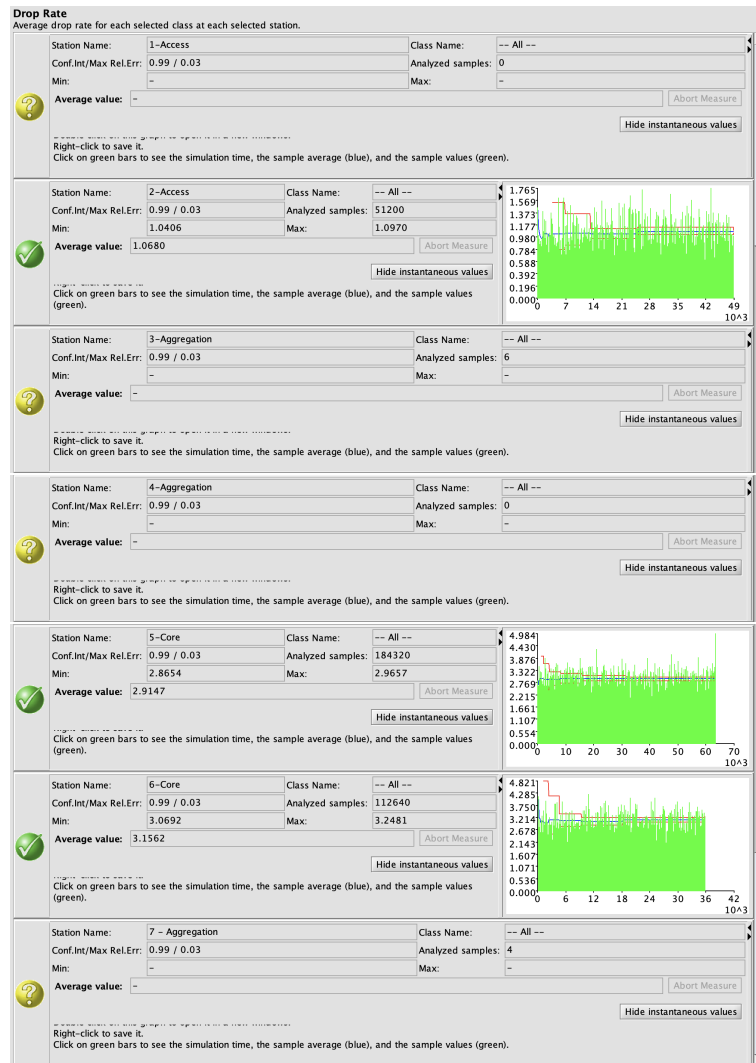 Drop Rate
Average drop rate for each selected class at each selected station.
Station Name: 1-Access Class Name: -- All --
Conf.Int/Max Rel.Err: 0.99 / 0.03 Analyzed samples: 0
Min: - Max: -
Average value: - Abort Measure
Hide instantaneous values
Right-click to save it.
Click on green bars to see the simulation time, the sample average (blue), and the sample values (green).
Station Name: 2-Access Class Name: -- All --
Conf.Int/Max Rel.Err: 0.99 / 0.03 Analyzed samples: 51200
Min: 1.0406 Max: 1.0970
Average value: 1.0680 Abort Measure
Hide instantaneous values
Click on green bars to see the simulation time, the sample average (blue), and the sample values
(green).
1.765
1.569
1.373
1.177
0.980
0.784
0.588
0.392
0.196
0.000
0 7 14 21 28 35 42 49
10^3
Station Name: 3-Aggregation Class Name: -- All --
Conf.Int/Max Rel.Err: 0.99 / 0.03 Analyzed samples: 6
Min: - Max: -
Average value: - Abort Measure
Hide instantaneous values
Right-click to save it.
Click on green bars to see the simulation time, the sample average (blue), and the sample values (green).
Station Name: 4-Aggregation Class Name: -- All --
Conf.Int/Max Rel.Err: 0.99 / 0.03 Analyzed samples: 0
Min: - Max: -
Average value: - Abort Measure
Hide instantaneous values
Right-click to save it.
Click on green bars to see the simulation time, the sample average (blue), and the sample values (green).
Station Name: 5-Core Class Name: -- All --
Conf.Int/Max Rel.Err: 0.99 / 0.03 Analyzed samples: 184320
Min: 2.8654 Max: 2.9657
Average value: 2.9147 Abort Measure
Hide instantaneous values
Click on green bars to see the simulation time, the sample average (blue), and the sample values
(green).
4.984
4.430
3.876
3.322
2.769
2.215
1.661
1.107
0.554
0.000
0 10 20 30 40 50 60 70
10^3
Station Name: 6-Core Class Name: -- All --
Conf.Int/Max Rel.Err: 0.99 / 0.03 Analyzed samples: 112640
Min: 3.0692 Max: 3.2481
Average value: 3.1562 Abort Measure
Hide instantaneous values
Click on green bars to see the simulation time, the sample average (blue), and the sample values
(green).
4.821
4.285
3.750
3.214
2.678
2.143
1.607
1.071
0.536
0.000
0 6 12 18 24 30 36 42
10^3
Station Name: 7 - Aggregation Class Name: -- All --
Conf.Int/Max Rel.Err: 0.99 / 0.03 Analyzed samples: 4
Min: - Max: -
Average value: - Abort Measure
Hide instantaneous values
Right-click to save it.
Click on green bars to see the simulation time, the sample average (blue), and the sample values (green).